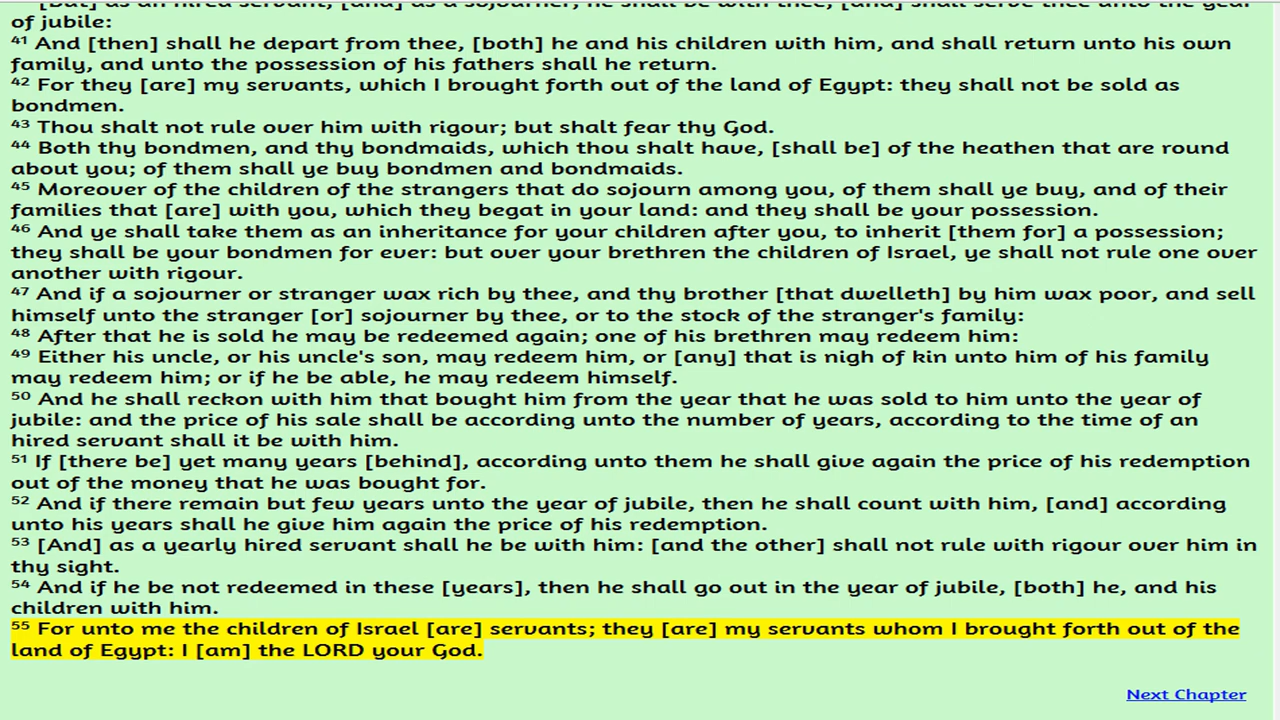 [But] as an hired servant, [and] as a sojourner, he shall be with thee, [and] shall serve thee unto the year
of jubile:
41 And [then] shall he depart from thee, [both] he and his children with him, and shall return unto his own
family, and unto the possession of his fathers shall he return.
42 For they [are] my servants, which I brought forth out of the land of Egypt: they shall not be sold as
bondmen.
43 Thou shalt not rule over him with rigour; but shalt fear thy God.
44 Both thy bondmen, and thy bondmaids, which thou shalt have, [shall be] of the heathen that are round
about you; of them shall ye buy bondmen and bondmaids.
45 Moreover of the children of the strangers that do sojourn among you, of them shall ye buy, and of their
families that [are] with you, which they begat in your land: and they shall be your possession.
46 And ye shall take them as an inheritance for your children after you, to inherit [them for] a possession;
they shall be your bondmen for ever: but over your brethren the children of Israel, ye shall not rule one over
another with rigour.
47 And if a sojourner or stranger wax rich by thee, and thy brother [that dwelleth] by him wax poor, and sell
himself unto the stranger [or] sojourner by thee, or to the stock of the stranger's family:
48 After that he is sold he may be redeemed again; one of his brethren may redeem him:
49 Either his uncle, or his uncle's son, may redeem him, or [any] that is nigh of kin unto him of his family
may redeem him; or if he be able, he may redeem himself.
50 And he shall reckon with him that bought him from the year that he was sold to him unto the year of
jubile: and the price of his sale shall be according unto the number of years, according to the time of an
hired servant shall it be with him.
51 If [there be] yet many years [behind], according unto them he shall give again the price of his redemption
out of the money that he was bought for.
52 And if there remain but few years unto the year of jubile, then he shall count with him, [and] according
unto his years shall he give him again the price of his redemption.
53 [And] as a yearly hired servant shall he be with him: [and the other] shall not rule with rigour over him in
thy sight.
54 And if he be not redeemed in these [years], then he shall go out in the year of jubile, [both] he, and his
children with him.
55 For unto me the children of Israel [are] servants; they [are] my servants whom I brought forth out of the
land of Egypt: I [am] the LORD your God.
Next Chapter